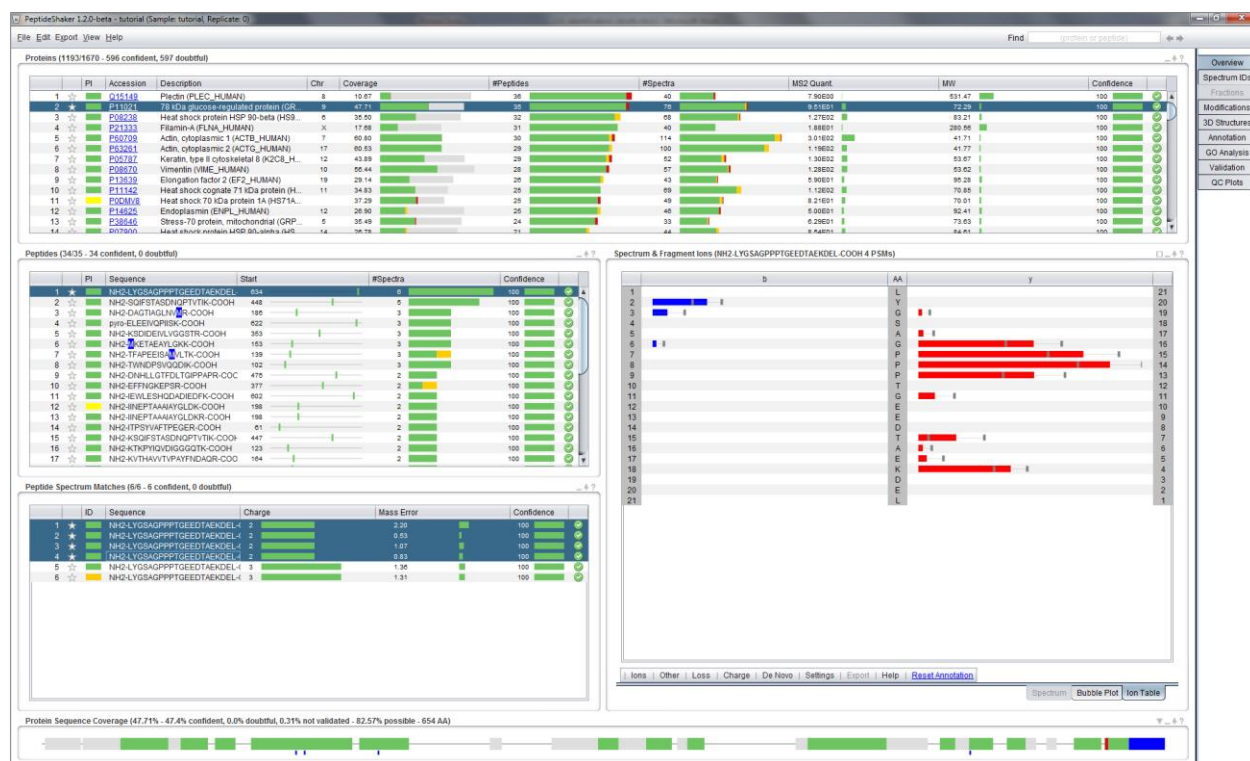 PeptideShaker 1.2.0-beta - tutorial (Sample: tutorial, Replicate: 0)
File Edit Export View Help
Find (protein or peptide)
Proteins (1193/1670 - 596 confident, 597 doubtful)
PI Accession Description Chr Coverage #Peptides #Spectra MS2 Quant. MW Confidence
1 Q15149 Plectin (PLEC_HUMAN) 8 10.67 36 40 7.90E00 531.47 100
2 P11021 78 kDa glucose-regulated protein (GR... 9 47.71 35 76 9.51E01 72.29 100
3 P08238 Heat shock protein HSP 90-beta (HS9... 6 35.50 32 68 1.27E02 83.21 100
4 P21333 Filamin-A (FLNA_HUMAN) X 17.68 31 40 1.88E01 280.56 100
5 P60709 Actin, cytoplasmic 1 (ACTB_HUMAN) 7 60.80 30 114 3.01E02 41.71 100
6 P63261 Actin, cytoplasmic 2 (ACTG_HUMAN) 17 60.53 29 100 1.19E02 41.77 100
7 P05787 Keratin, type II cytoskeletal 8 (K2C8_H... 12 43.89 29 52 1.30E02 53.67 100
8 P08670 Vimentin (VIME_HUMAN) 10 56.44 28 57 1.28E02 53.62 100
9 P13639 Elongation factor 2 (EF2_HUMAN) 19 29.14 26 43 5.90E01 95.28 100
10 P11142 Heat shock cognate 71 kDa protein (H... 11 34.83 25 69 1.12E02 70.85 100
11 P0DMV8 Heat shock 70 kDa protein 1A (HS71A... 37.29 25 49 8.21E01 70.01 100
12 P14625 Endoplasmin (ENPL_HUMAN) 12 26.90 25 46 5.00E01 92.41 100
13 P38646 Stress-70 protein, mitochondrial (GRP... 5 35.49 24 33 6.29E01 73.63 100
14 P07900 Heat shock protein HSP 90-alpha (HS... 14 26.78 21 44 8.54E01 84.61 100
Overview
Spectrum IDs
Fractions
Modifications
3D Structures
Annotation
GO Analysis
Validation
QC Plots
Peptides (34/35 - 34 confident, 0 doubtful)
PI Sequence Start #Spectra Confidence
1 NH2-LYGSAGPPPTGEEDTAEKDEL- 634 6 100
2 NH2-SQIFSTASDNQPTVTIK-COOH 448 5 100
3 NH2-DAGTIAGLNVMR-COOH 186 3 100
4 pyro-ELEEIVQPIISK-COOH 622 3 100
5 NH2-KSDIDEIVLVGGSTR-COOH 353 3 100
6 NH2-MKETAEAYLGKK-COOH 153 3 100
7 NH2-TFAPEEISAMVLTK-COOH 139 3 100
8 NH2-TWNDPSVQQDIK-COOH 102 3 100
9 NH2-DNHLLGTFDLTGIPPAPR-COC 475 2 100
10 NH2-EFFNGKEPSR-COOH 377 2 100
11 NH2-IEWLESHQDADIEDFK-COOH 602 2 100
12 NH2-IINEPTAAAIAYGLDK-COOH 198 2 100
13 NH2-IINEPTAAAIAYGLDKR-COOH 198 2 100
14 NH2-ITPSYVAFTPEGER-COOH 61 2 100
15 NH2-KSQIFSTASDNQPTVTIK-COOH 447 2 100
16 NH2-KTKPYIQVDIGGGQTK-COOH 123 2 100
17 NH2-KVTHAVVTVPAYFNDAQR-COO 164 2 100
Spectrum & Fragment Ions (NH2-LYGSAGPPPTGEEDTAEKDEL-COOH 4 PSMs)
b AA y
1 L 21
2 Y 20
3 G 19
4 S 18
5 A 17
6 G 16
7 P 15
8 P 14
9 P 13
10 T 12
11 G 11
12 E 10
13 E 9
14 D 8
15 T 7
16 A 6
17 E 5
18 K 4
19 D 3
20 E 2
21 L 1
Ions | Other | Loss | Charge | De Novo | Settings | Export | Help | Reset Annotation
Spectrum Bubble Plot Ion Table
Peptide Spectrum Matches (6/6 - 6 confident, 0 doubtful)
ID Sequence Charge Mass Error Confidence
1 NH2-LYGSAGPPPTGEEDTAEKDEL-( 2 2.20 100
2 NH2-LYGSAGPPPTGEEDTAEKDEL-( 2 0.53 100
3 NH2-LYGSAGPPPTGEEDTAEKDEL-( 2 1.07 100
4 NH2-LYGSAGPPPTGEEDTAEKDEL-( 2 0.83 100
5 NH2-LYGSAGPPPTGEEDTAEKDEL-( 3 1.36 100
6 NH2-LYGSAGPPPTGEEDTAEKDEL-( 3 1.31 100
Protein Sequence Coverage (47.71% - 47.4% confident, 0.0% doubtful, 0.31% not validated - 82.57% possible - 654 AA)